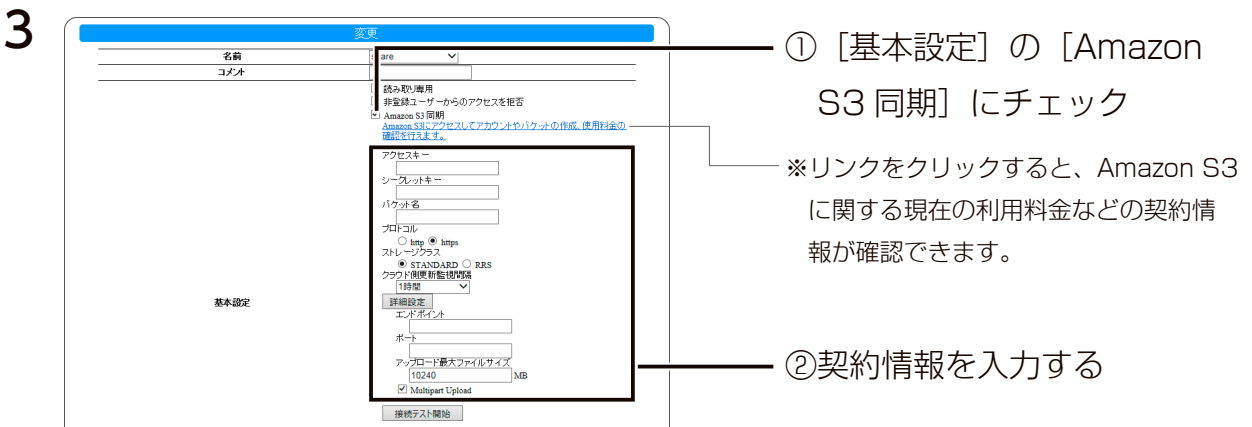 3
変更
名前
コメント
読み取り専用
非登録ユーザーからのアクセスを拒否
Amazon S3 同期
Amazon S3にアクセスしてアカウントやバケットの作成、使用料金の
確認を行えます。
アクセスキー
シークレットキー
バケット名
プロトコル
http https
ストレージクラス
STANDARD RRS
クラウド側更新監視間隔
1時間
基本設定
詳細設定
エンドポイント
ポート
アップロード最大ファイルサイズ
10240 MB
Multipart Upload
接続テスト開始
①［基本設定］の［Amazon
S3 同期］にチェック
※リンクをクリックすると、Amazon S3
に関する現在の利用料金などの契約情
報が確認できます。
②契約情報を入力する